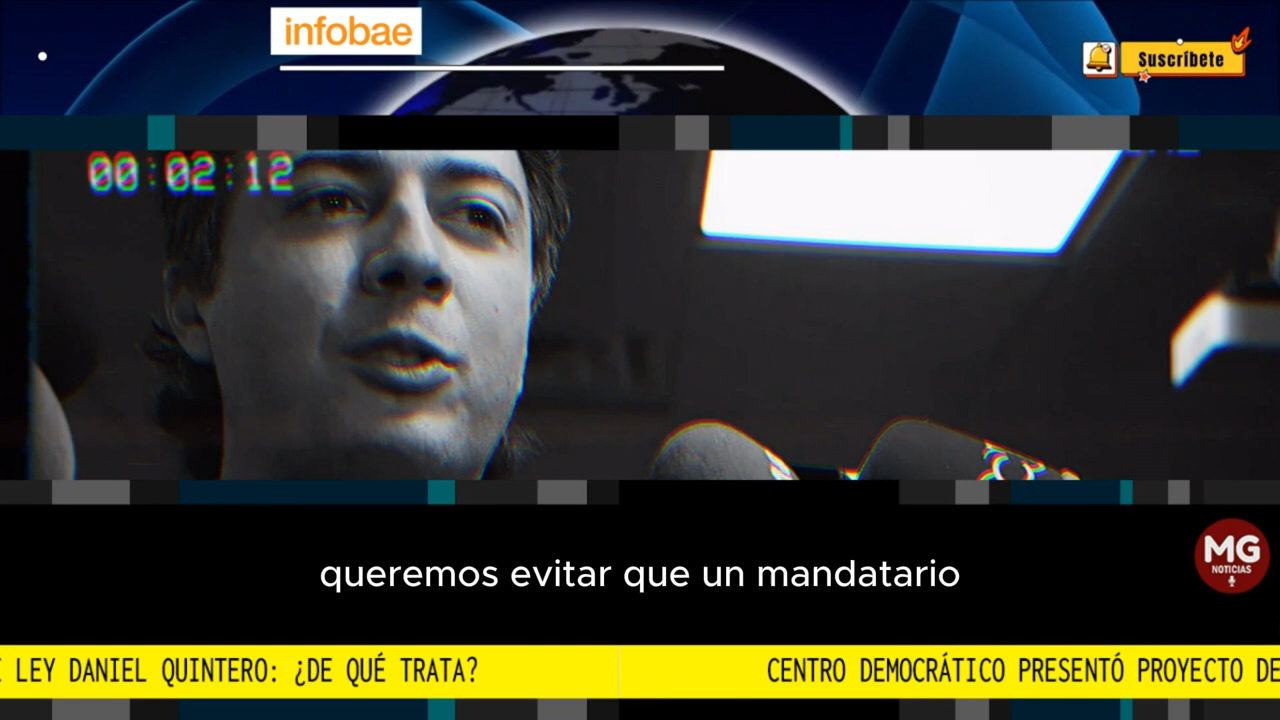 infobae
Suscríbete
00:02:12
queremos evitar que un mandatario
MG
NOTICIAS
LEY DANIEL QUINTERO: ¿DE QUÉ TRATA?
CENTRO DEMOCRÁTICO PRESENTÓ PROYECTO DE